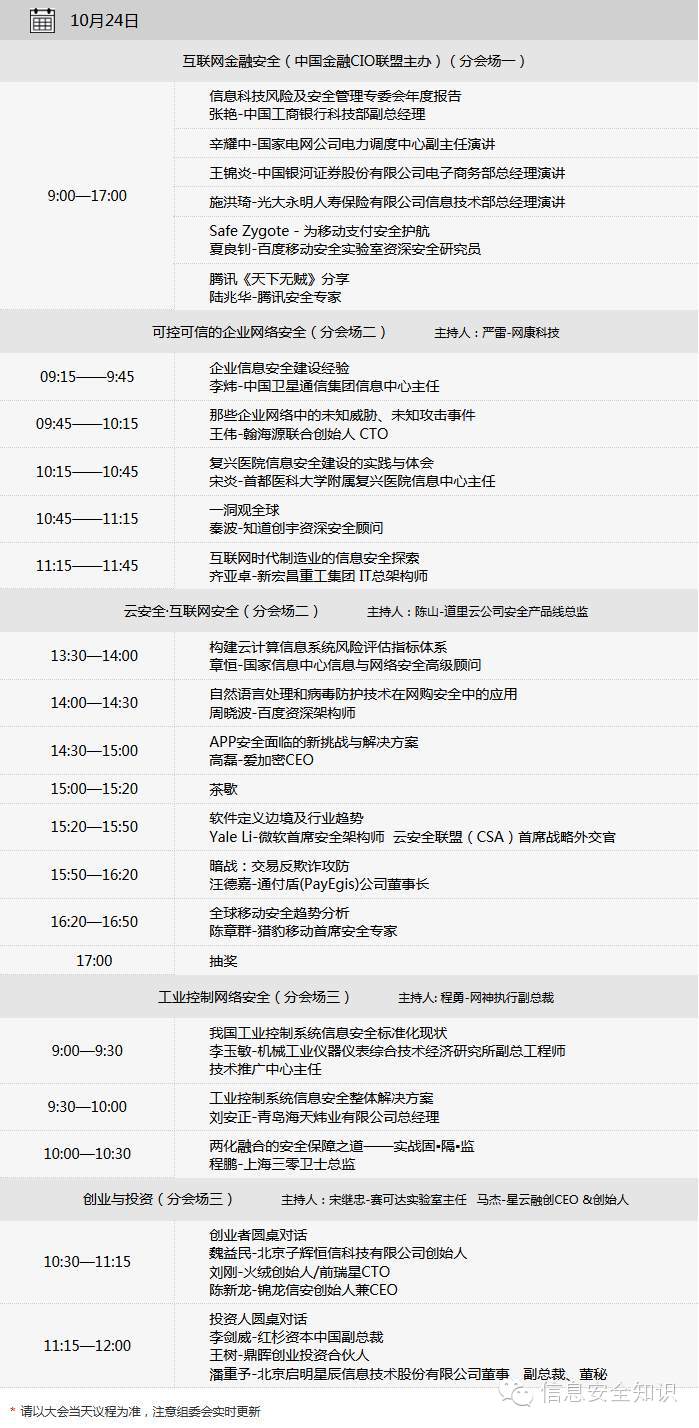 10月24日
互联网金融安全（中国金融CIO联盟主办）（分会场一）
9:00—17:00
信息科技风险及安全管理专委会年度报告
张艳-中国工商银行科技部副总经理
辛耀中-国家电网公司电力调度中心副主任演讲
王锦炎-中国银河证券股份有限公司电子商务部总经理演讲
施洪琦-光大永明人寿保险有限公司信息技术部总经理演讲
Safe Zygote - 为移动支付安全护航
夏良钊-百度移动安全实验室资深安全研究员
腾讯《天下无贼》分享
陆兆华-腾讯安全专家
可控可信的企业网络安全（分会场二） 主持人：严雷-网康科技
09:15——9:45
企业信息安全建设经验
李炜-中国卫星通信集团信息中心主任
09:45——10:15
那些企业网络中的未知威胁、未知攻击事件
王伟-翰海源联合创始人 CTO
10:15——10:45
复兴医院信息安全建设的实践与体会
宋炎-首都医科大学附属复兴医院信息中心主任
10:45——11:15
一洞观全球
秦波-知道创宇资深安全顾问
11:15——11:45
互联网时代制造业的信息安全探索
齐亚卓-新宏昌重工集团 IT总架构师
云安全·互联网安全（分会场二） 主持人：陈山-道里云公司安全产品线总监
13:30—14:00
构建云计算信息系统风险评估指标体系
章恒-国家信息中心信息与网络安全高级顾问
14:00—14:30
自然语言处理和病毒防护技术在网购安全中的应用
周晓波-百度资深架构师
14:30—15:00
APP安全面临的新挑战与解决方案
高磊-爱加密CEO
15:00—15:20
茶歇
15:20—15:50
软件定义边境及行业趋势
Yale Li-微软首席安全架构师 云安全联盟（CSA）首席战略外交官
15:50—16:20
暗战：交易反欺诈攻防
汪德嘉-通付盾(PayEgis)公司董事长
16:20—16:50
全球移动安全趋势分析
陈章群-猎豹移动首席安全专家
17:00
抽奖
工业控制网络安全（分会场三） 主持人: 程勇-网神执行副总裁
9:00—9:30
我国工业控制系统信息安全标准化现状
李玉敏-机械工业仪器仪表综合技术经济研究所副总工程师
技术推广中心主任
9:30—10:00
工业控制系统信息安全整体解决方案
刘安正-青岛海天炜业有限公司总经理
10:00—10:30
两化融合的安全保障之道——实战固▪隔▪监
程鹏-上海三零卫士总监
创业与投资（分会场三） 主持人：宋继忠-赛可达实验室主任 马杰-星云融创CEO &创始人
10:30—11:15
创业者圆桌对话
魏益民-北京子辉恒信科技有限公司创始人
刘刚-火绒创始人/前瑞星CTO
陈新龙-锦龙信安创始人兼CEO
11:15—12:00
投资人圆桌对话
李剑威-红杉资本中国副总裁
王树-鼎晖创业投资合伙人
潘重予-北京启明星辰信息技术股份有限公司董事、副总裁、董秘
信息安全知识
* 请以大会当天议程为准，注意组委会实时更新